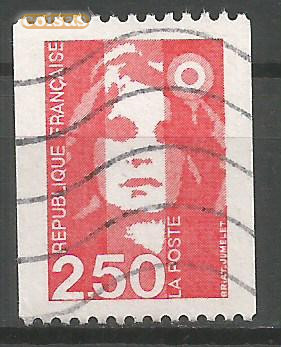 REPUBLIQUE FRANÇAISE
2.50
LA POSTE
BRIAT.JUMELET